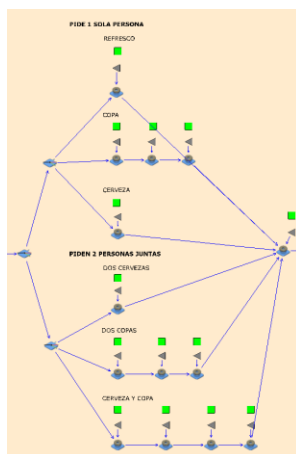 PIDE 1 SOLA PERSONA
REFRESCO
COPA
CERVEZA
PIDEN 2 PERSONAS JUNTAS
DOS CERVEZAS
DOS COPAS
CERVEZA Y COPA